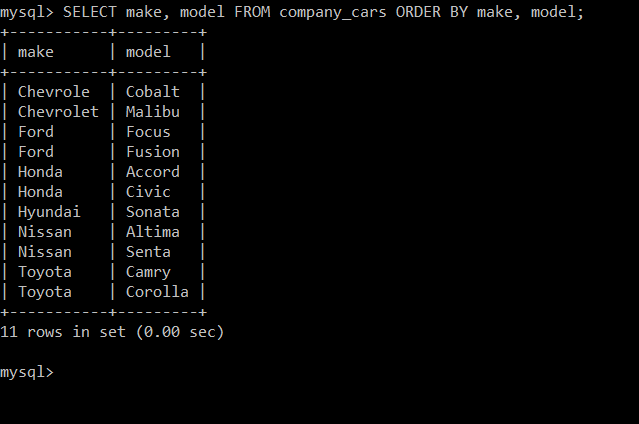 mysql> SELECT make, model FROM company_cars ORDER BY make, model;
+-----------+---------+
| make      | model   |
+-----------+---------+
| Chevrole  | Cobalt  |
| Chevrolet | Malibu  |
| Ford      | Focus   |
| Ford      | Fusion  |
| Honda     | Accord  |
| Honda     | Civic   |
| Hyundai   | Sonata  |
| Nissan    | Altima  |
| Nissan    | Senta   |
| Toyota    | Camry   |
| Toyota    | Corolla |
+-----------+---------+
11 rows in set (0.00 sec)
mysql>